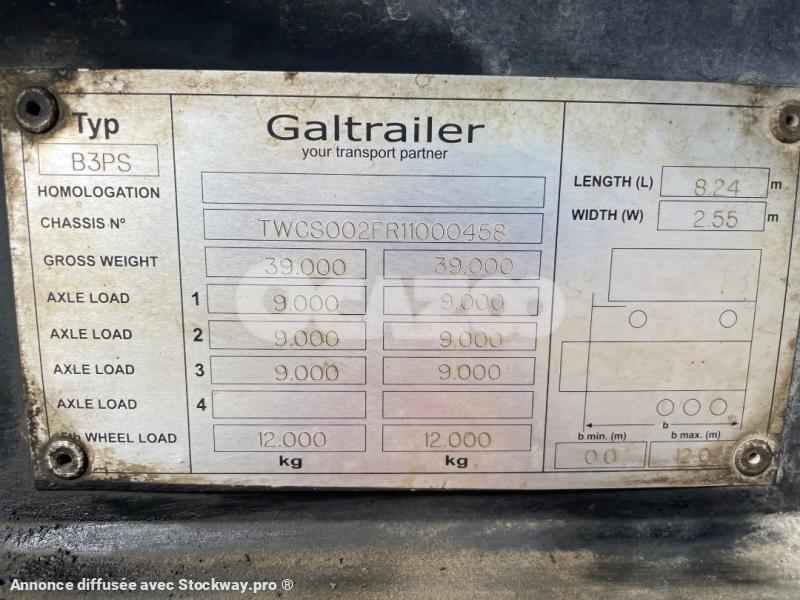 Typ
B3PS
Galtrailer
your transport partner
HOMOLOGATION
CHASSIS Nº TWCS002FR11000458
GROSS WEIGHT 39.000 39.000
AXLE LOAD 1 9.000 9.000
AXLE LOAD 2 9.000 9.000
AXLE LOAD 3 9.000 9.000
AXLE LOAD 4
WHEEL LOAD 12.000 12.000
kg kg
LENGTH (L) 8.24 m
WIDTH (W) 2.55 m
b
b min. (m) b max. (m)
0.0
OCAZOO
Annonce diffusée avec Stockway.pro ®